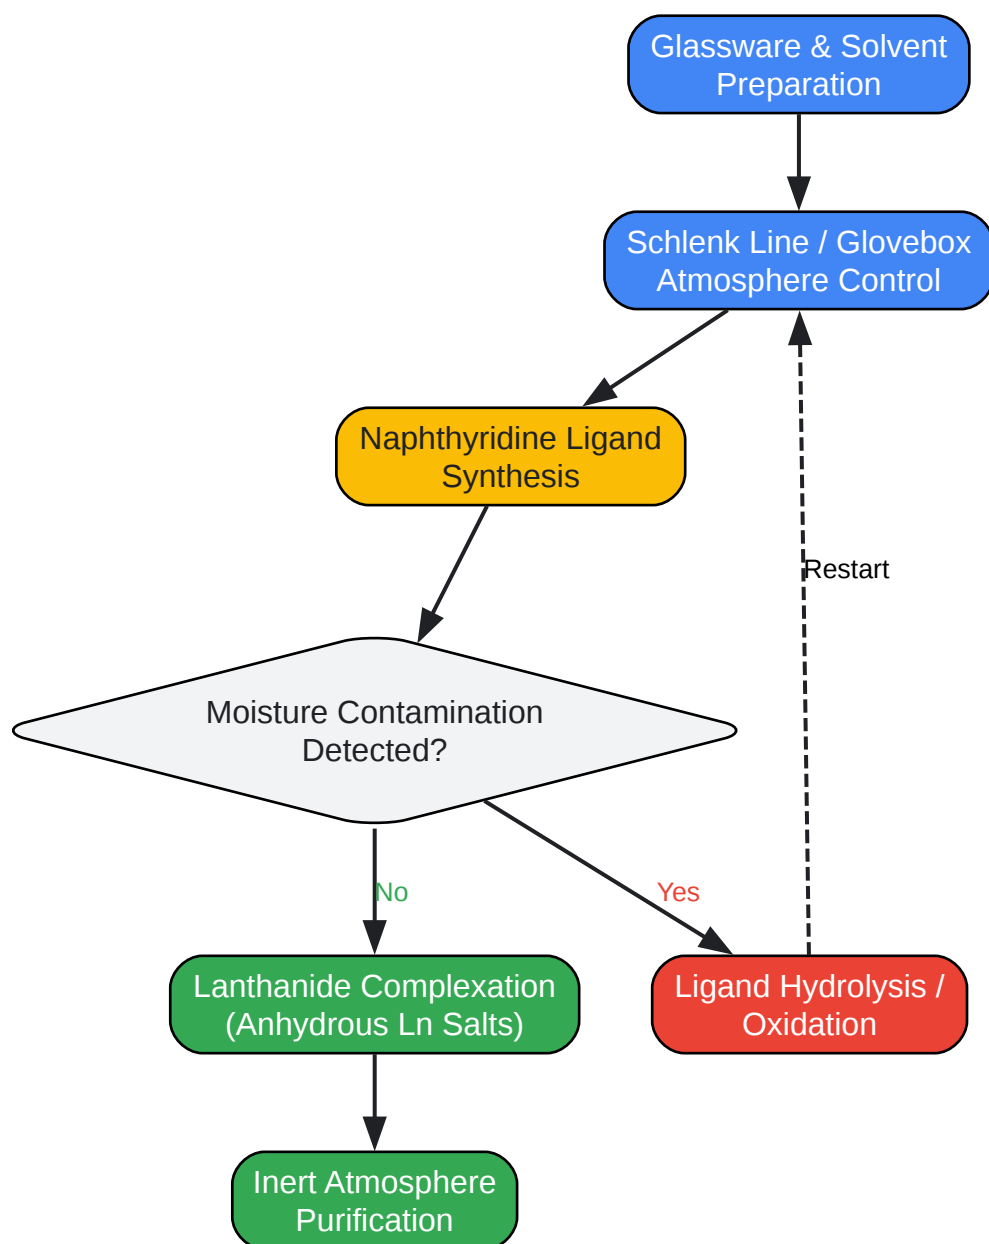 Glassware & Solvent
Preparation
Schlenk Line / Glovebox
Atmosphere Control
Naphthyridine Ligand
Synthesis
Restart
Moisture Contamination
Detected?
No
Yes
Lanthanide Complexation
(Anhydrous Ln Salts)
Ligand Hydrolysis /
Oxidation
Inert Atmosphere
Purification